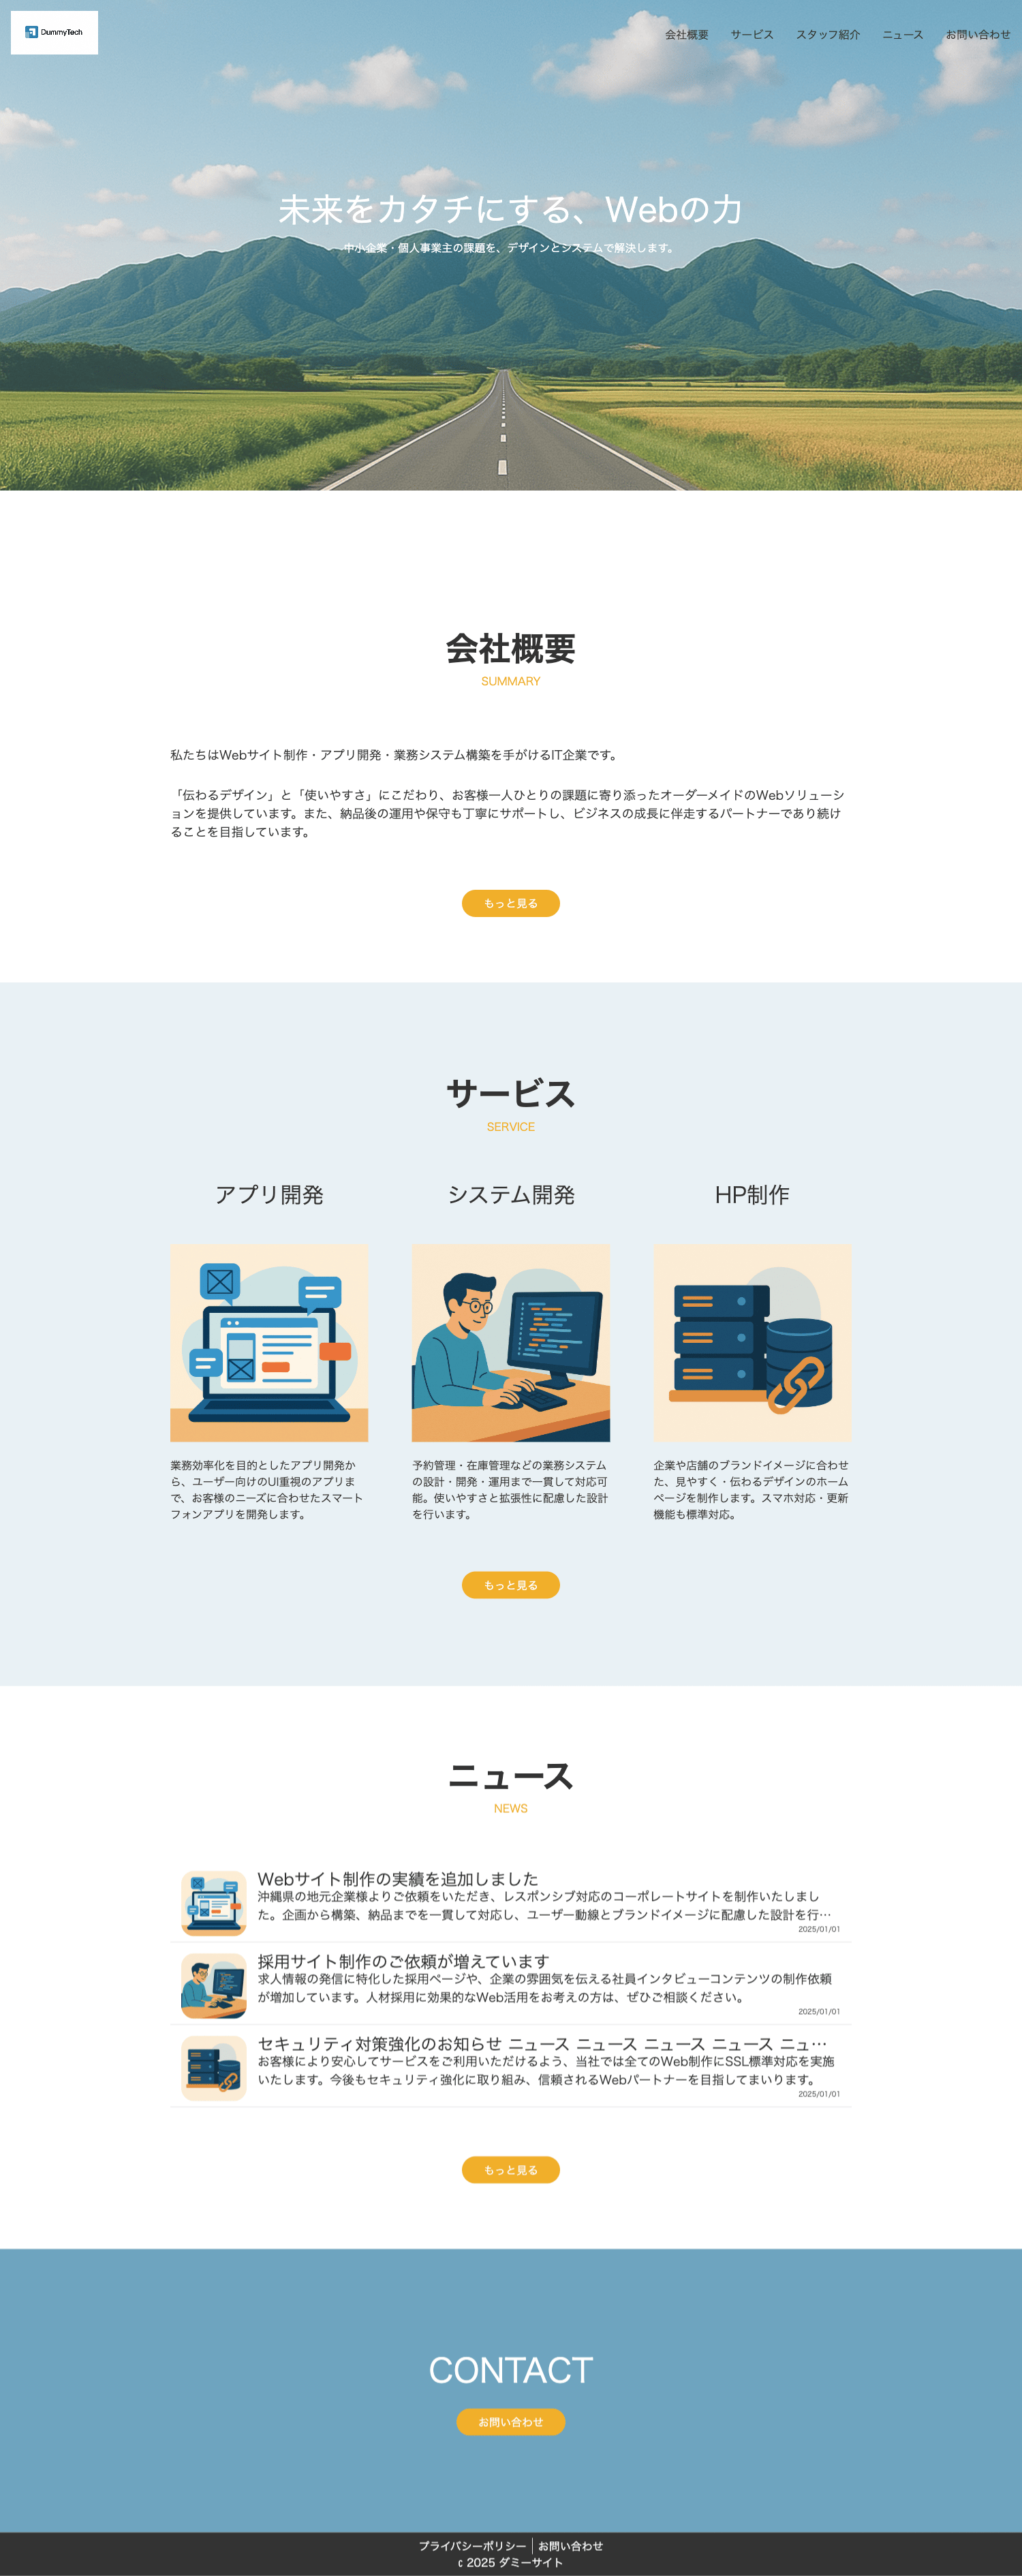 DummyTech
会社概要 サービス スタッフ紹介 ニュース お問い合わせ
未来をカタチにする、Webの力
中小企業・個人事業主の課題を、デザインとシステムで解決します。
会社概要
SUMMARY
私たちはWebサイト制作・アプリ開発・業務システム構築を手がけるIT企業です。
「伝わるデザイン」と「使いやすさ」にこだわり、お客様一人ひとりの課題に寄り添ったオーダーメイドのWebソリューシ
ョンを提供しています。また、納品後の運用や保守も丁寧にサポートし、ビジネスの成長に伴走するパートナーであり続け
ることを目指しています。
もっと見る
サービス
SERVICE
アプリ開発
業務効率化を目的としたアプリ開発か
ら、ユーザー向けのUI重視のアプリま
で、お客様のニーズに合わせたスマート
フォンアプリを開発します。
システム開発
予約管理・在庫管理などの業務システム
の設計・開発・運用まで一貫して対応可
能。使いやすさと拡張性に配慮した設計
を行います。
HP制作
企業や店舗のブランドイメージに合わせ
た、見やすく・伝わるデザインのホーム
ページを制作します。スマホ対応・更新
機能も標準対応。
もっと見る
ニュース
NEWS
Webサイト制作の実績を追加しました
沖縄県の地元企業様よりご依頼をいただき、レスポンシブ対応のコーポレートサイトを制作いたしまし
た。企画から構築、納品までを一貫して対応し、ユーザー動線とブランドイメージに配慮した設計を行…
2025/01/01
採用サイト制作のご依頼が増えています
求人情報の発信に特化した採用ページや、企業の雰囲気を伝える社員インタビューコンテンツの制作依頼
が増加しています。人材採用に効果的なWeb活用をお考えの方は、ぜひご相談ください。
2025/01/01
セキュリティ対策強化のお知らせ ニュース ニュース ニュース ニュース ニュ…
お客様により安心してサービスをご利用いただけるよう、当社では全てのWeb制作にSSL標準対応を実施
いたします。今後もセキュリティ強化に取り組み、信頼されるWebパートナーを目指してまいります。
2025/01/01
もっと見る
CONTACT
お問い合わせ
プライバシーポリシー お問い合わせ
c 2025 ダミーサイト